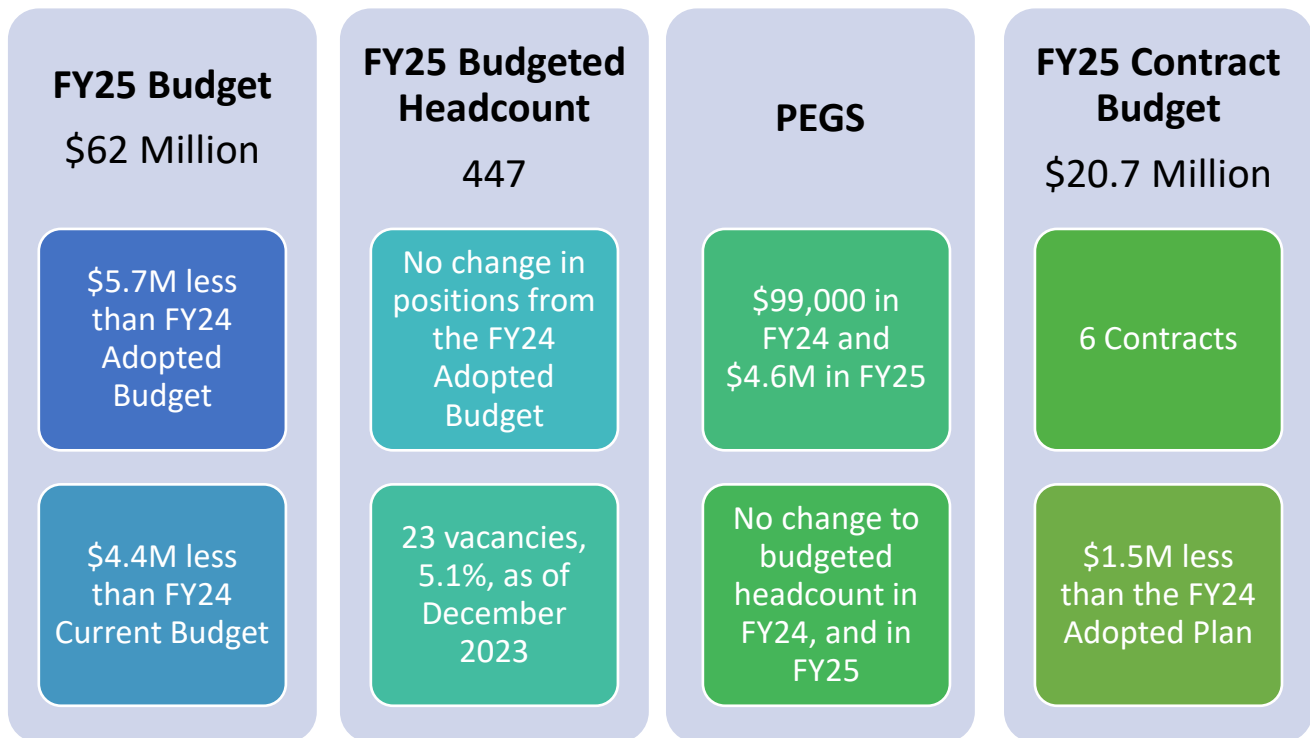 FY25 Budget
$62 Million
$5.7M less
than FY24
Adopted
Budget
$4.4M less
than FY24
Current Budget
FY25 Budgeted
Headcount
447
No change in
positions from
the FY24
Adopted
Budget
23 vacancies,
5.1%, as of
December
2023
PEGS
$99,000 in
FY24 and
$4.6M in FY25
No change to
budgeted
headcount in
FY24, and in
FY25
FY25 Contract
Budget
$20.7 Million
6 Contracts
$1.5M less
than the FY24
Adopted Plan